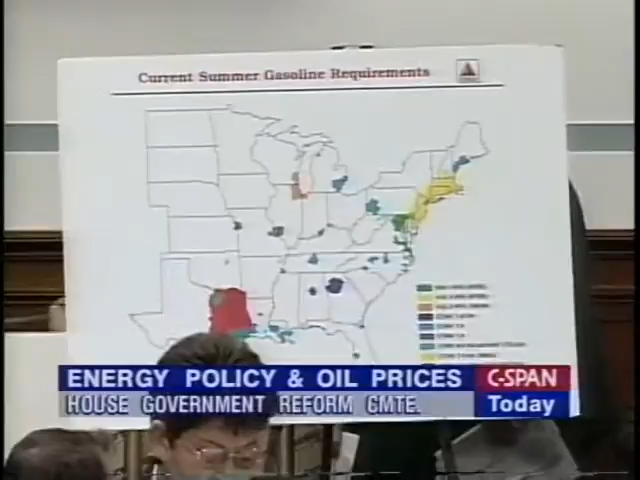 Current Summer Gasoline Requirements
ENERGY POLICY & OIL PRICES
C-SPAN
HOUSE GOVERNMENT REFORM CMTE.
Today